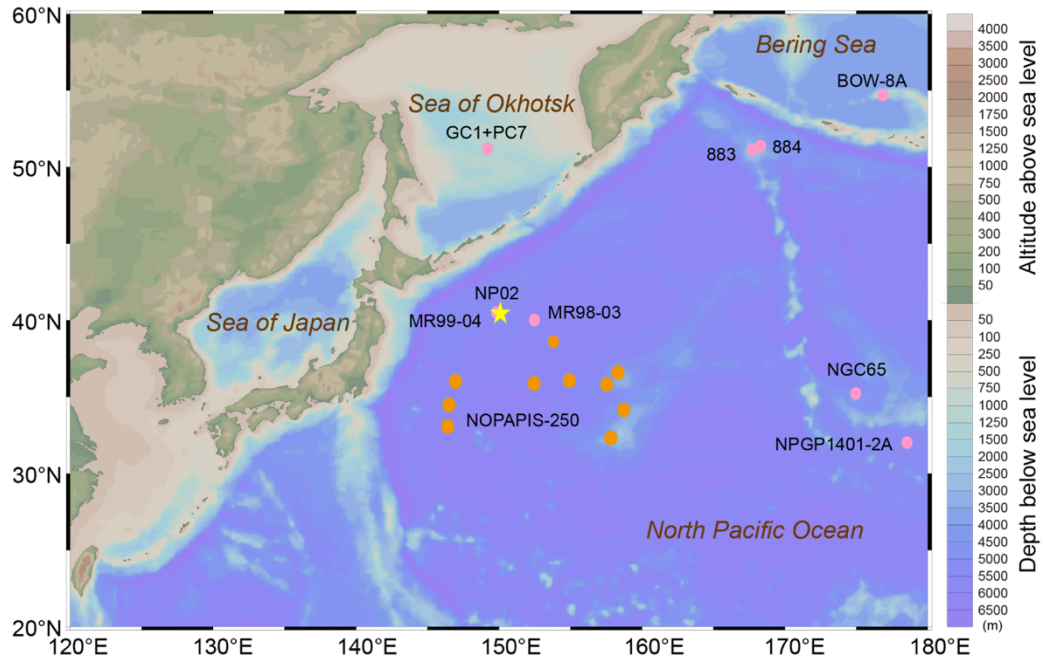 60°N
50°N
40°N
30°N
20°N
120°E
130°E
140°E
150°E
160°E
170°E
180°E
Bering Sea
BOW-8A
Sea of Okhotsk
GC1+PC7
883
884
NP02
MR99-04
MR98-03
Sea of Japan
NGC65
NOPAPIS-250
NPGP1401-2A
North Pacific Ocean
4000
3500
3000
2500
2000
1750
1500
1250
1000
750
500
400
300
200
100
50
Altitude above sea level
50
100
250
500
750
1000
1250
1500
2000
2500
3000
3500
4000
4500
5000
5500
6000
6500
(m)
Depth below sea level